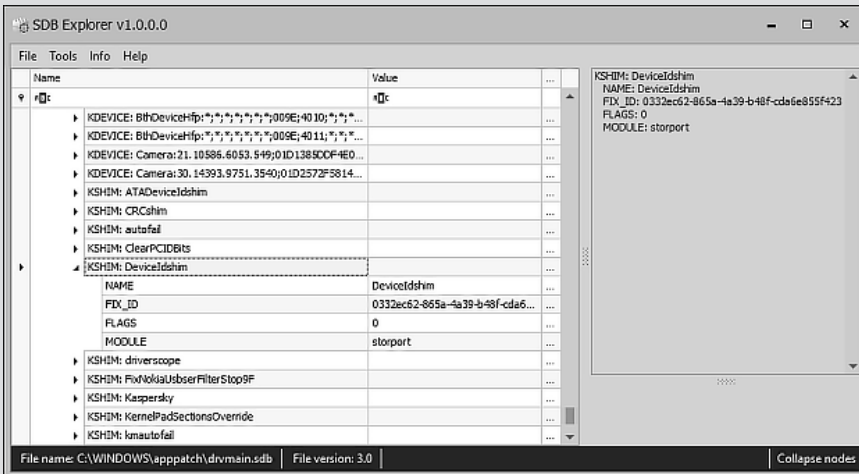 SDB Explorer v1.0.0.0
File Tools Info Help
Name Value ...
KDEVICE: BthDeviceHfp:*;*;*;*;*;*;*;009E;4010;*;*;*... ...
KDEVICE: BthDeviceHfp:*;*;*;*;*;*;*;009E;4011;*;*;*... ...
KDEVICE: Camera:21.10586.6053.549;01D1385DDF4E0... ...
KDEVICE: Camera:30.14393.9751.3540;01D2572F5814... ...
KSHIM: ATADeviceIdshim ...
KSHIM: CRCshim ...
KSHIM: autofail ...
KSHIM: ClearPCIDBits ...
KSHIM: DeviceIdshim ...
NAME DeviceIdshim ...
FIX_ID 0332ec62-865a-4a39-b48f-cda6... ...
FLAGS 0 ...
MODULE storport ...
KSHIM: driverscope ...
KSHIM: FixNokiaUsbserFilterStop9F ...
KSHIM: Kaspersky ...
KSHIM: KernelPadSectionsOverride ...
KSHIM: kmautofail ...
KSHIM: DeviceIdshim
NAME: DeviceIdshim
FIX_ID: 0332ec62-865a-4a39-b48f-cda6e855f423
FLAGS: 0
MODULE: storport
File name: C:\WINDOWS\apppatch\drvmain.sdb File version: 3.0 Collapse nodes